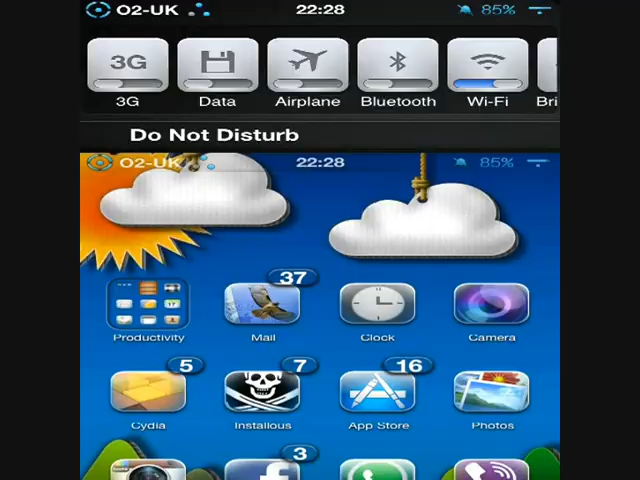 O2-UK 22:28 85%
3G
3G Data Airplane Bluetooth Wi-Fi Bri
Do Not Disturb
O2-UK 22:28 85%
37
Productivity Mail Clock Camera
5 7 16
Cydia Installous App Store Photos
3